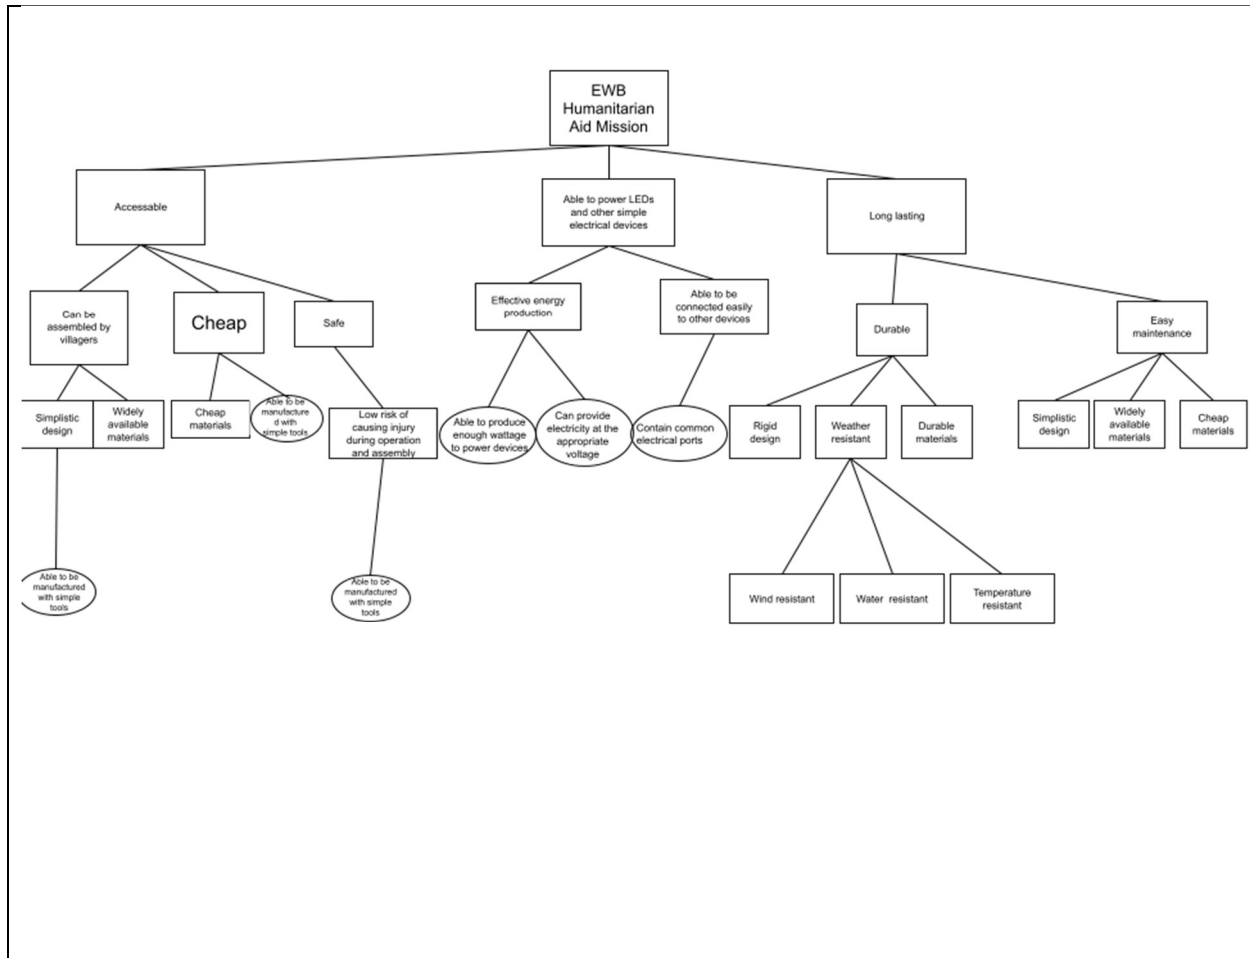 EWB
Humanitarian
Aid Mission
Accessable
Able to power LEDs
and other simple
electrical devices
Long lasting
Can be
assembled by
villagers
Cheap
Safe
Effective energy
production
Able to be
connected easily
to other devices
Durable
Easy
maintenance
Simplistic
design
Widely
available
materials
Cheap
materials
Able to be
manufacture
d with
simple tools
Low risk of
causing injury
during operation
and assembly
Able to produce
enough wattage
to power devices
Can provide
electricity at the
appropriate
voltage
Contain common
electrical ports
Rigid
design
Weather
resistant
Durable
materials
Simplistic
design
Widely
available
materials
Cheap
materials
Able to be
manufactured
with simple
tools
Able to be
manufactured
with simple
tools
Wind resistant
Water resistant
Temperature
resistant